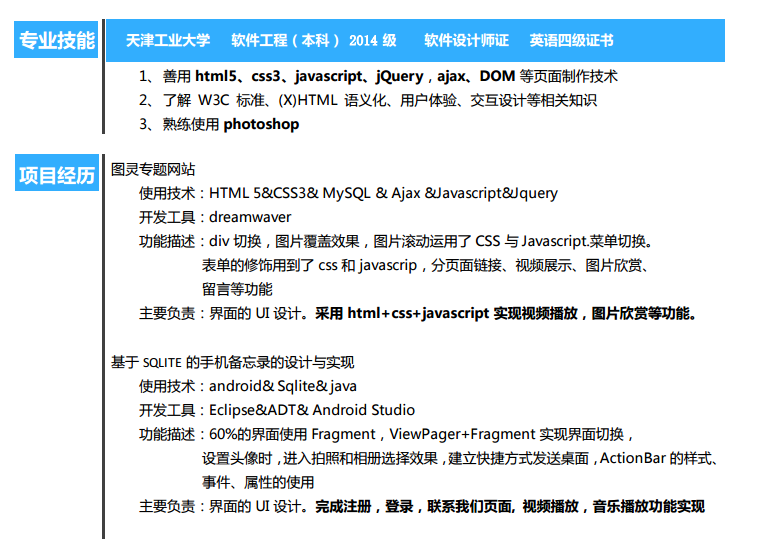 专业技能
天津工业大学 软件工程（本科） 2014 级 软件设计师证 英语四级证书
1、 善用 html5、css3、javascript、jQuery，ajax、DOM 等页面制作技术
2、 了解 W3C 标准、(X)HTML 语义化、用户体验、交互设计等相关知识
3、 熟练使用 photoshop
项目经历
图灵专题网站
使用技术：HTML 5&CSS3& MySQL & Ajax &Javascript&Jquery
开发工具：dreamwaver
功能描述：div 切换，图片覆盖效果，图片滚动运用了 CSS 与 Javascript.菜单切换。
表单的修饰用到了 css 和 javascrip，分页面链接、视频展示、图片欣赏、
留言等功能
主要负责：界面的 UI 设计。采用 html+css+javascript 实现视频播放，图片欣赏等功能。
基于 SQLITE 的手机备忘录的设计与实现
使用技术：android& Sqlite& java
开发工具：Eclipse&ADT& Android Studio
功能描述：60%的界面使用 Fragment，ViewPager+Fragment 实现界面切换，
设置头像时，进入拍照和相册选择效果，建立快捷方式发送桌面，ActionBar 的样式、
事件、属性的使用
主要负责：界面的 UI 设计。完成注册，登录，联系我们页面, 视频播放，音乐播放功能实现